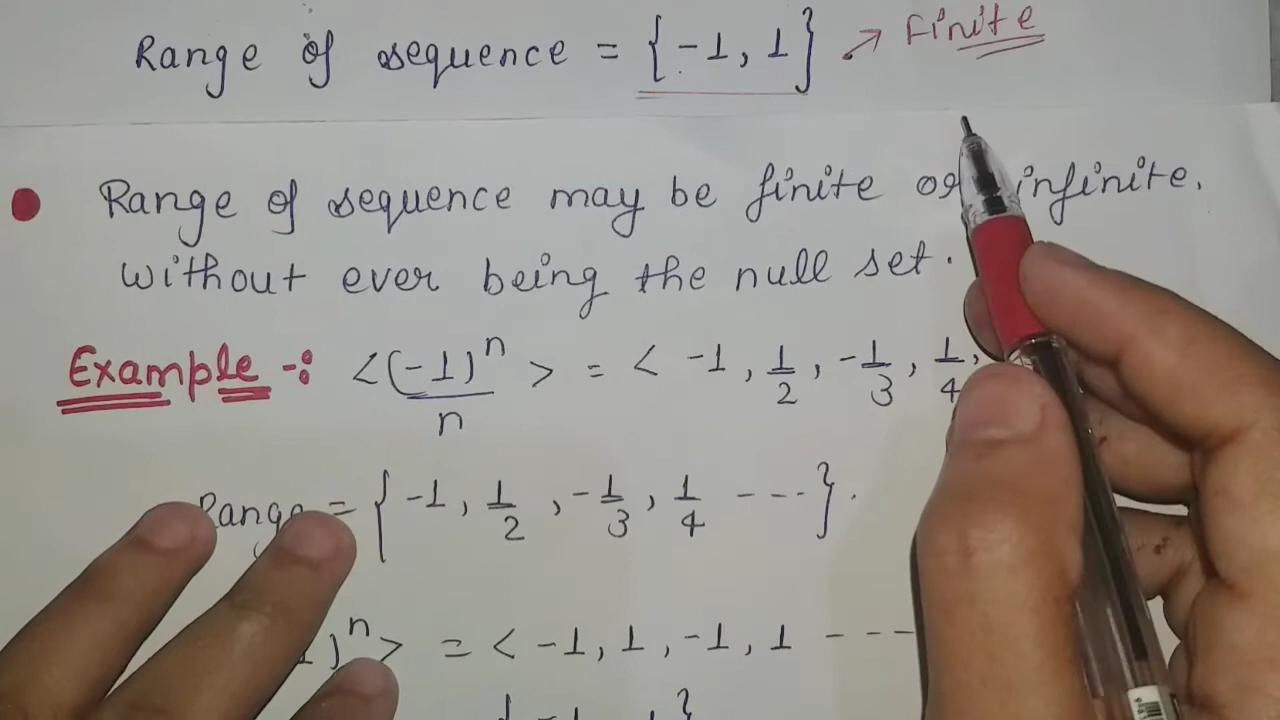 Range of sequence = {-1, 1} ↗ Finite
Range of sequence may be finite or infinite.
without ever being the null set.
Example -: <(-1)^n/n> = < -1, 1/2, -1/3, 1/4,
Range = {-1, 1/2, -1/3, 1/4 ----}.
1)^n> = < -1, 1, -1, 1 ---